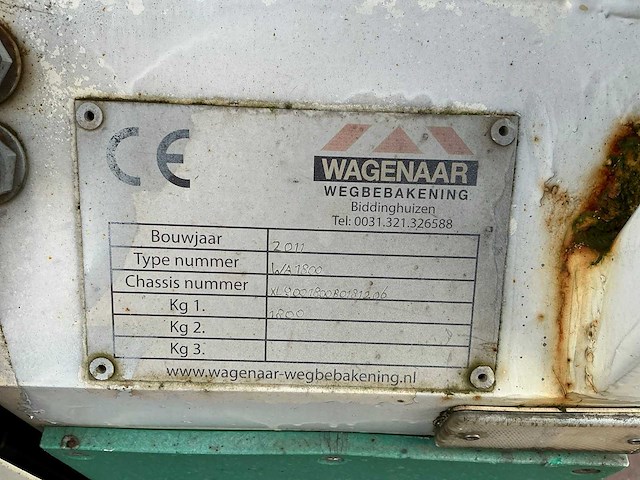 CE
WAGENAAR
WEGBEBAKENING
Biddinghuizen
Tel: 0031.321.326588
Bouwjaar 2011
Type nummer WA1800
Chassis nummer
Kg 1. 1800
Kg 2.
Kg 3.
www.wagenaar-wegbebakening.nl